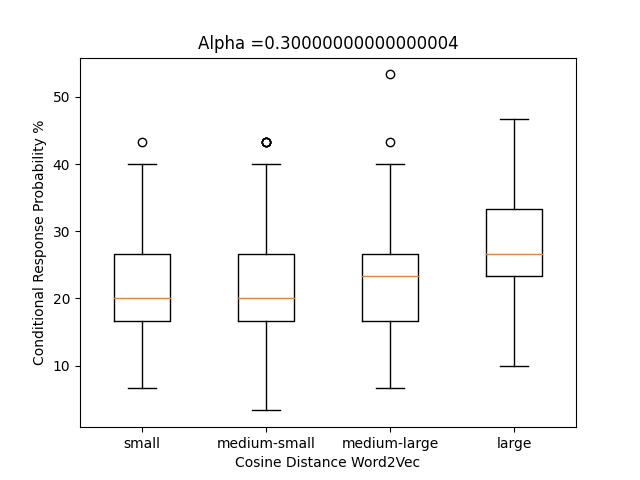 Alpha =0.30000000000000004
Conditional Response Probability %
50
40
30
20
10
small medium-small medium-large large
Cosine Distance Word2Vec